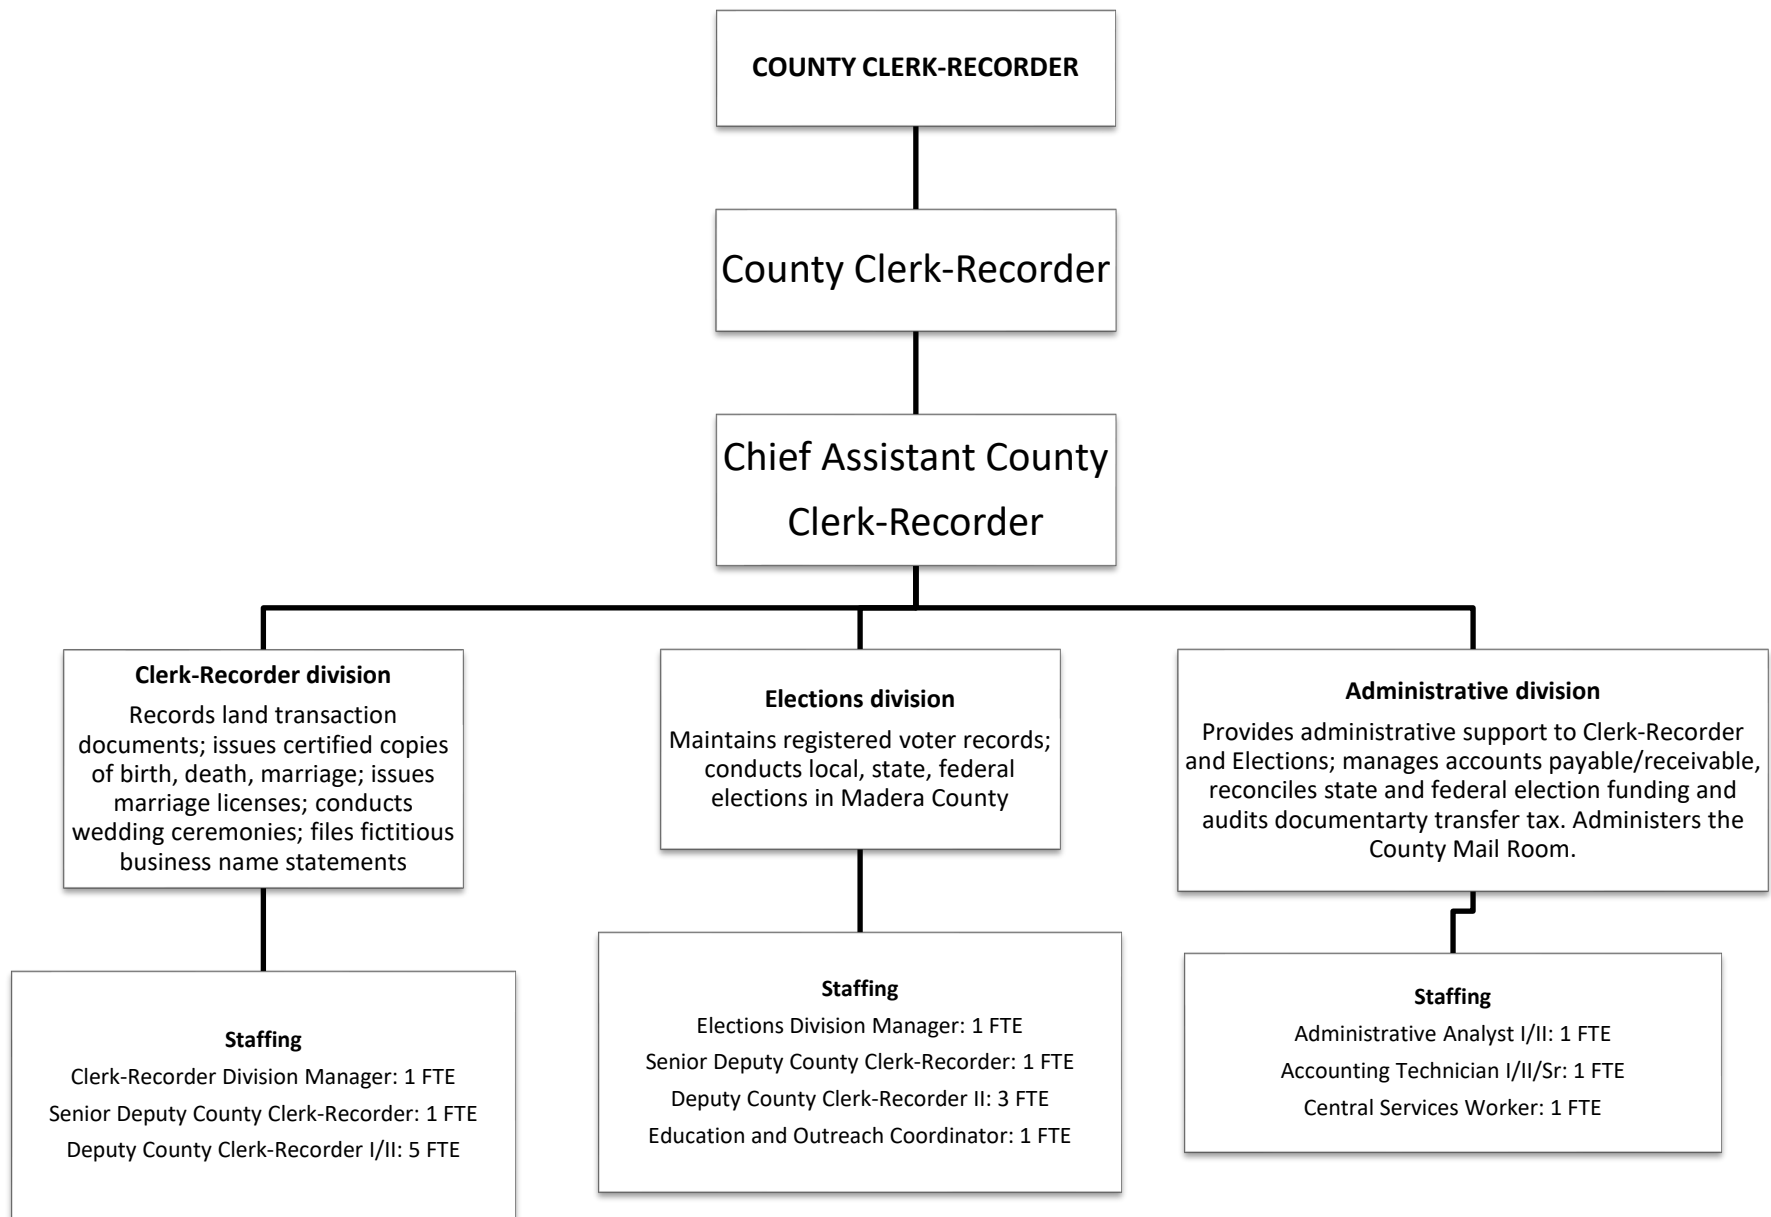 COUNTY CLERK-RECORDER
County Clerk-Recorder
Chief Assistant County
Clerk-Recorder
Clerk-Recorder division
Records land transaction
documents; issues certified copies
of birth, death, marriage; issues
marriage licenses; conducts
wedding ceremonies; files fictitious
business name statements
Elections division
Maintains registered voter records;
conducts local, state, federal
elections in Madera County
Administrative division
Provides administrative support to Clerk-Recorder
and Elections; manages accounts payable/receivable,
reconciles state and federal election funding and
audits documentarty transfer tax. Administers the
County Mail Room.
Staffing
Clerk-Recorder Division Manager: 1 FTE
Senior Deputy County Clerk-Recorder: 1 FTE
Deputy County Clerk-Recorder I/II: 5 FTE
Staffing
Elections Division Manager: 1 FTE
Senior Deputy County Clerk-Recorder: 1 FTE
Deputy County Clerk-Recorder II: 3 FTE
Education and Outreach Coordinator: 1 FTE
Staffing
Administrative Analyst I/II: 1 FTE
Accounting Technician I/II/Sr: 1 FTE
Central Services Worker: 1 FTE